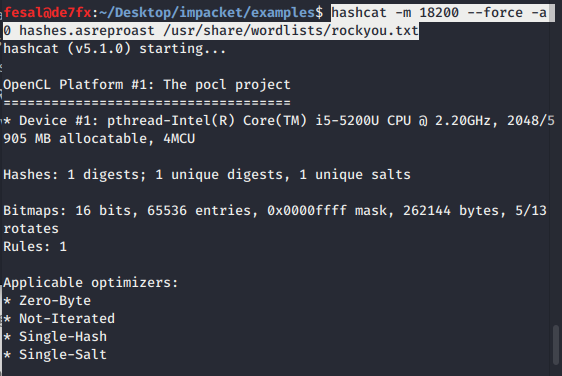 fesal@de7fx:~/Desktop/impacket/examples$ hashcat -m 18200 --force -a
0 hashes.asreproast /usr/share/wordlists/rockyou.txt
hashcat (v5.1.0) starting...
OpenCL Platform #1: The pocl project
====================================
* Device #1: pthread-Intel(R) Core(TM) i5-5200U CPU @ 2.20GHz, 2048/5
905 MB allocatable, 4MCU
Hashes: 1 digests; 1 unique digests, 1 unique salts
Bitmaps: 16 bits, 65536 entries, 0x0000ffff mask, 262144 bytes, 5/13
rotates
Rules: 1
Applicable optimizers:
* Zero-Byte
* Not-Iterated
* Single-Hash
* Single-Salt